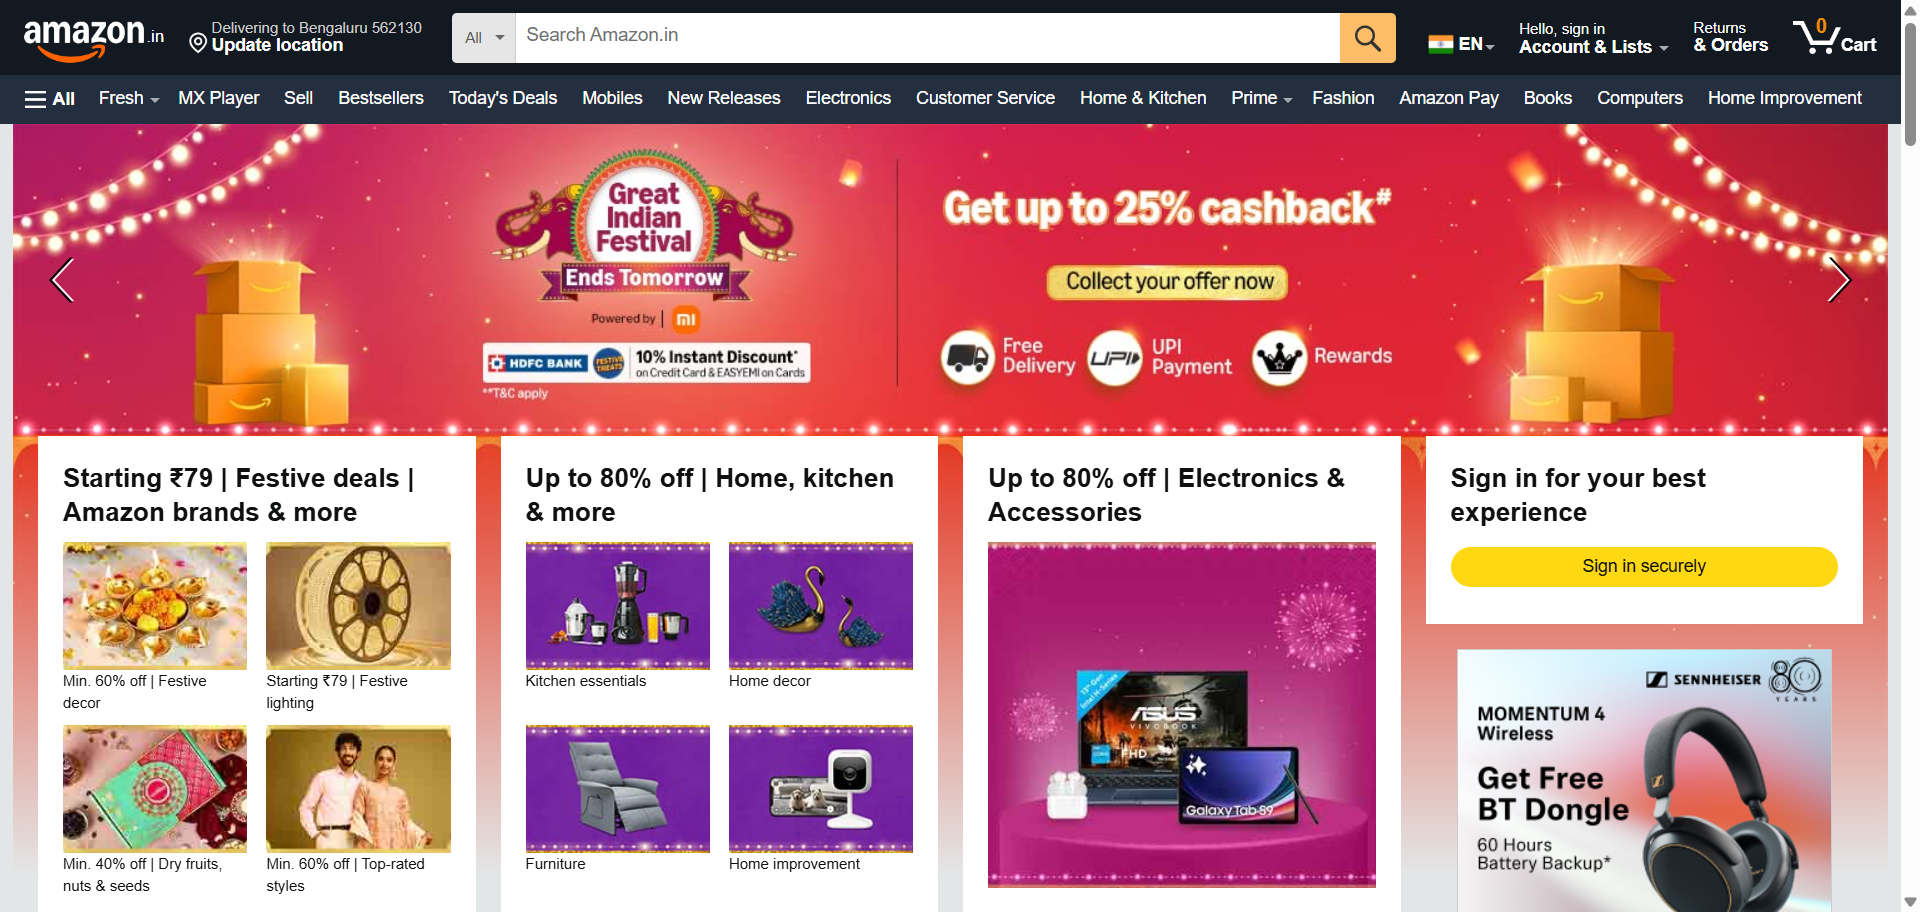 amazon.in
Delivering to Bengaluru 562130
Update location
All
Search Amazon.in
EN
Hello, sign in
Account & Lists
Returns
& Orders
0
Cart
All
Fresh
MX Player
Sell
Bestsellers
Today's Deals
Mobiles
New Releases
Electronics
Customer Service
Home & Kitchen
Prime
Fashion
Amazon Pay
Books
Computers
Home Improvement
Great
Indian
Festival
Ends Tomorrow
Powered by
mi
HDFC BANK
FESTIVE
TREATS
10% Instant Discount*
on Credit Card & EASYEMI on Cards
*#T&C apply
Get up to 25% cashback#
Collect your offer now
Free
Delivery
UPI
UPI
Payment
Rewards
Starting ₹79 | Festive deals |
Amazon brands & more
Min. 60% off | Festive
decor
Starting ₹79 | Festive
lighting
Min. 40% off | Dry fruits,
nuts & seeds
Min. 60% off | Top-rated
styles
Up to 80% off | Home, kitchen
& more
Kitchen essentials
Home decor
Furniture
Home improvement
Up to 80% off | Electronics &
Accessories
13th Gen
Intel H-Series
ASUS
VIVOBOOK
FHD
Galaxy Tab S9
Sign in for your best
experience
Sign in securely
SENNHEISER
80
YEARS
MOMENTUM 4
Wireless
Get Free
BT Dongle
60 Hours
Battery Backup*